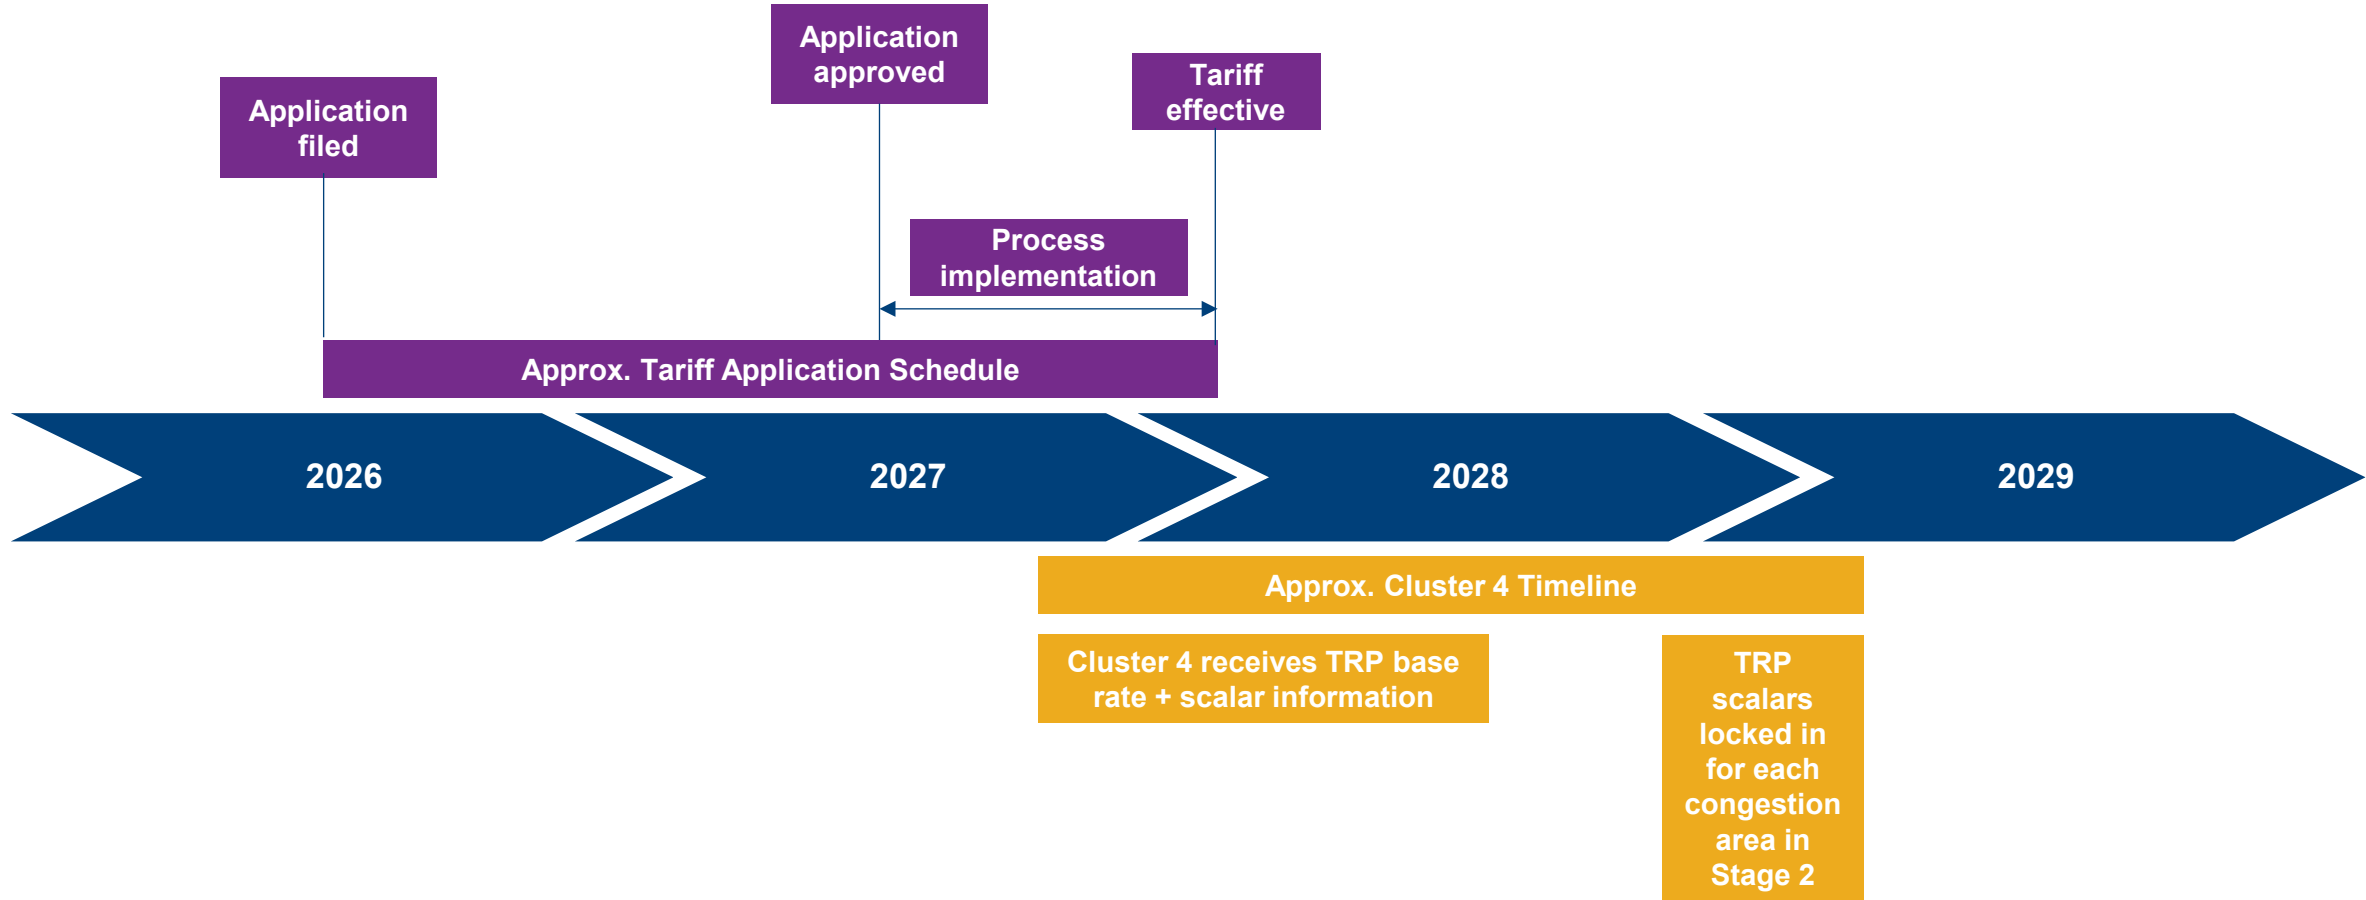 Application
approved
Tariff
effective
Application
filed
Process
implementation
Approx. Tariff Application Schedule
2026
2027
2028
2029
Approx. Cluster 4 Timeline
Cluster 4 receives TRP base
rate + scalar information
TRP
scalars
locked in
for each
congestion
area in
Stage 2